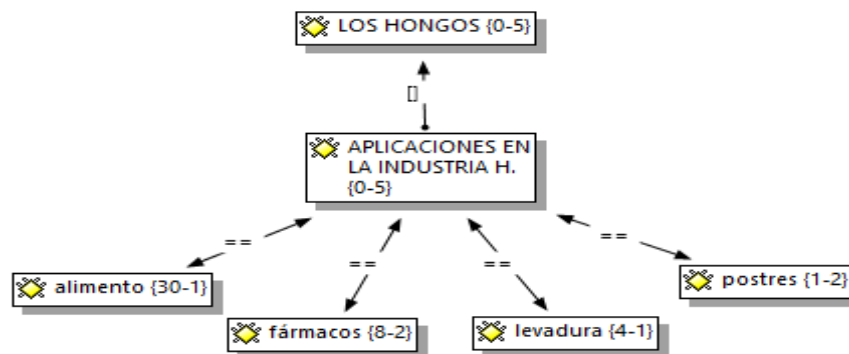 LOS HONGOS {0-5}
[]
APLICACIONES EN
LA INDUSTRIA H.
{0-5}
==
==
==
==
alimento {30-1}
fármacos {8-2}
levadura {4-1}
postres {1-2}